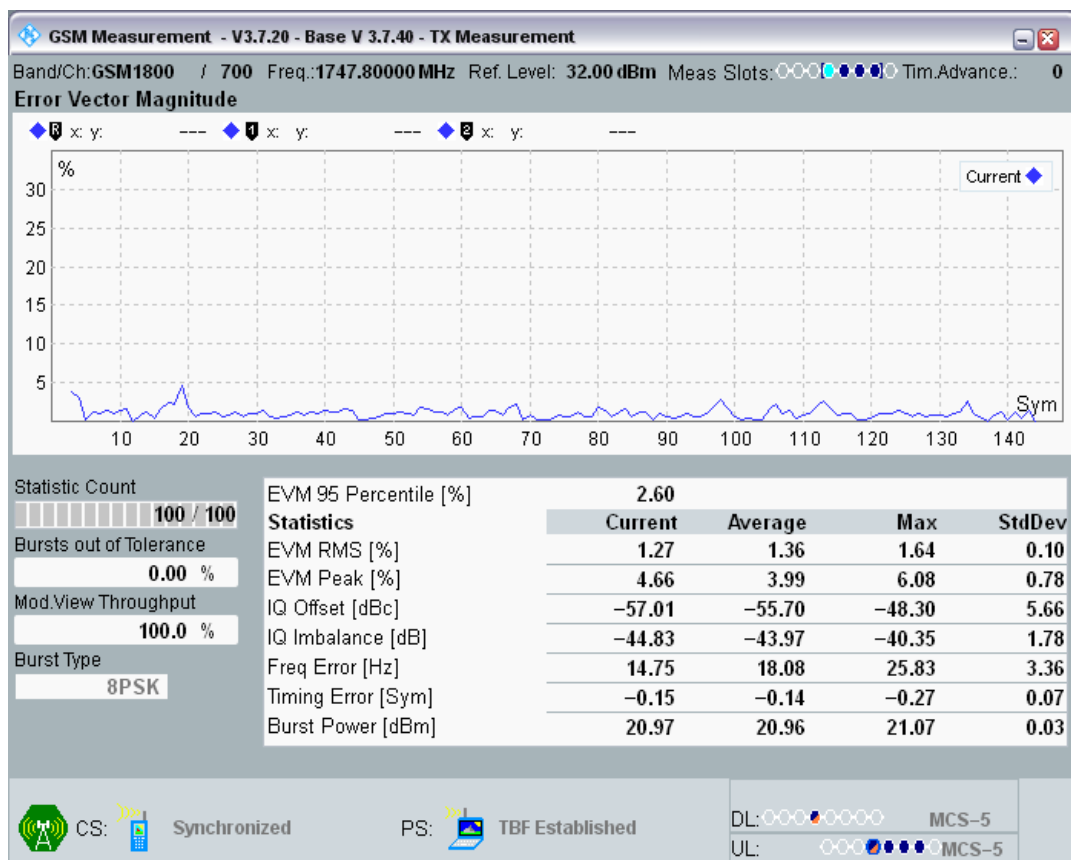 GSM Measurement - V3.7.20 - Base V 3.7.40 - TX Measurement
Band/Ch:GSM1800 / 700 Freq.:1747.80000 MHz Ref. Level: 32.00 dBm Meas Slots: Tim.Advance.: 0
Error Vector Magnitude
R x: y: --- 1 x: y: --- 2 x: y: ---
%
Current
30
25
20
15
10
5
Sym
10 20 30 40 50 60 70 80 90 100 110 120 130 140
Statistic Count
100 / 100
Bursts out of Tolerance
0.00 %
Mod.View Throughput
100.0 %
Burst Type
8PSK
EVM 95 Percentile [%] 2.60
Statistics Current Average Max StdDev
EVM RMS [%] 1.27 1.36 1.64 0.10
EVM Peak [%] 4.66 3.99 6.08 0.78
IQ Offset [dBc] −57.01 −55.70 −48.30 5.66
IQ Imbalance [dB] −44.83 −43.97 −40.35 1.78
Freq Error [Hz] 14.75 18.08 25.83 3.36
Timing Error [Sym] −0.15 −0.14 −0.27 0.07
Burst Power [dBm] 20.97 20.96 21.07 0.03
CS: Synchronized PS: TBF Established
DL: MCS−5
UL: MCS−5